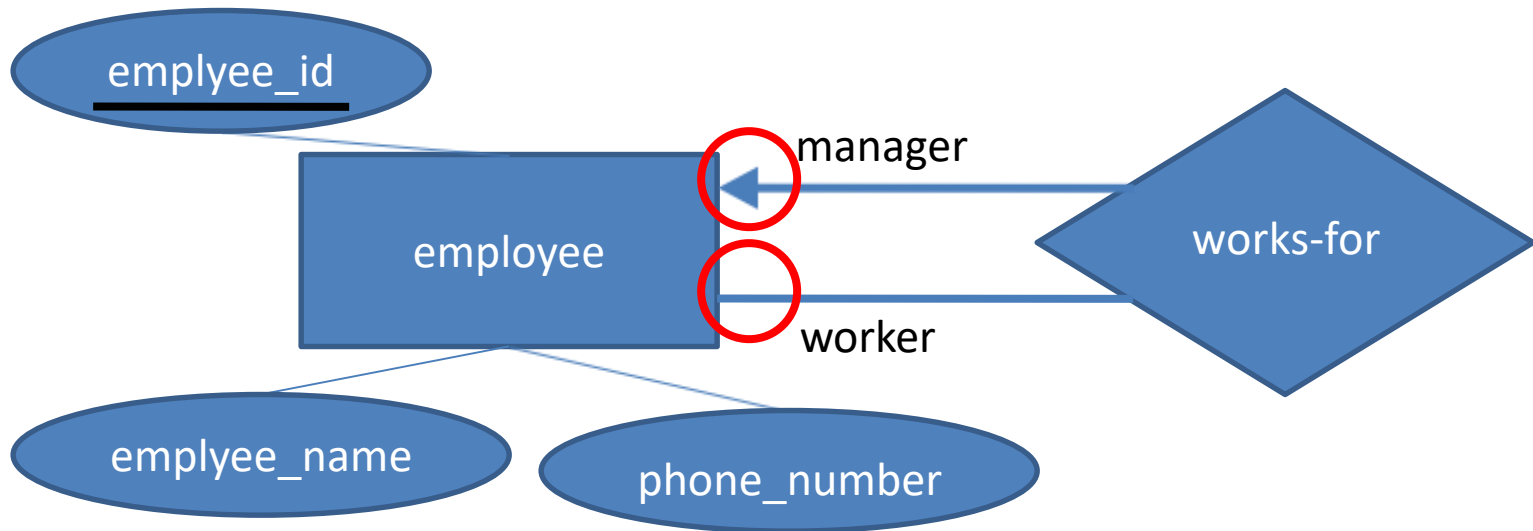 emplyee_id
manager
employee
works-for
worker
emplyee_name
phone_number